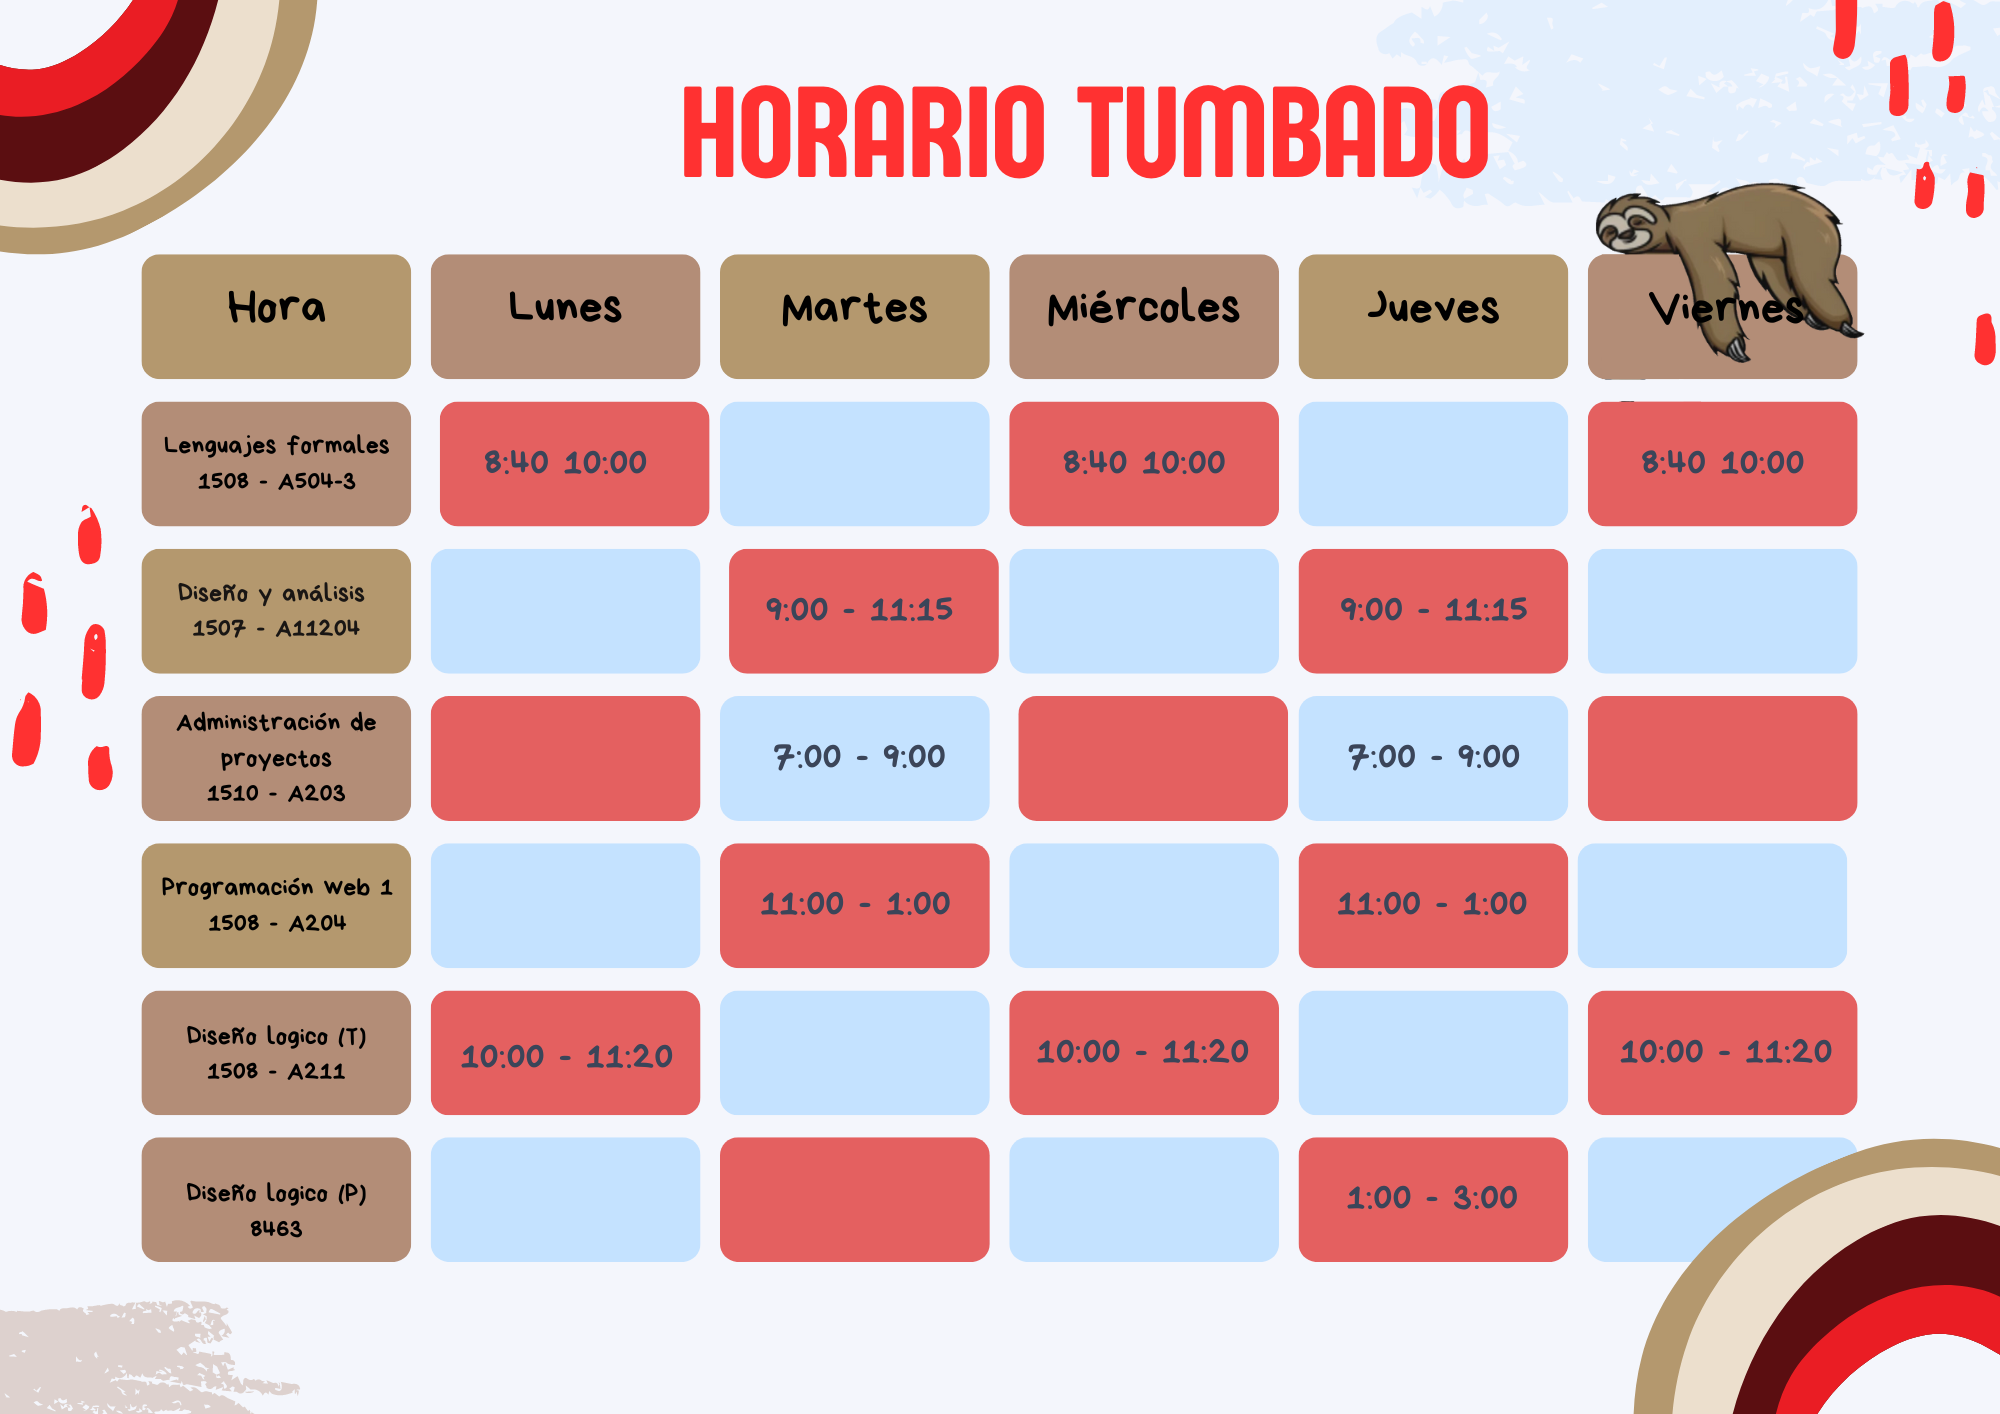 HORARIO TUMBADO
Hora
Lunes
Martes
Miércoles
Jueves
Viernes
Lenguajes formales
1508 - A504-3
8:40 10:00
8:40 10:00
8:40 10:00
Diseño y análisis
1507 - A11204
9:00 - 11:15
9:00 - 11:15
Administración de
proyectos
1510 - A203
7:00 - 9:00
7:00 - 9:00
Programación Web 1
1508 - A204
11:00 - 1:00
11:00 - 1:00
Diseño logico (T)
1508 - A211
10:00 - 11:20
10:00 - 11:20
10:00 - 11:20
Diseño logico (P)
8463
1:00 - 3:00